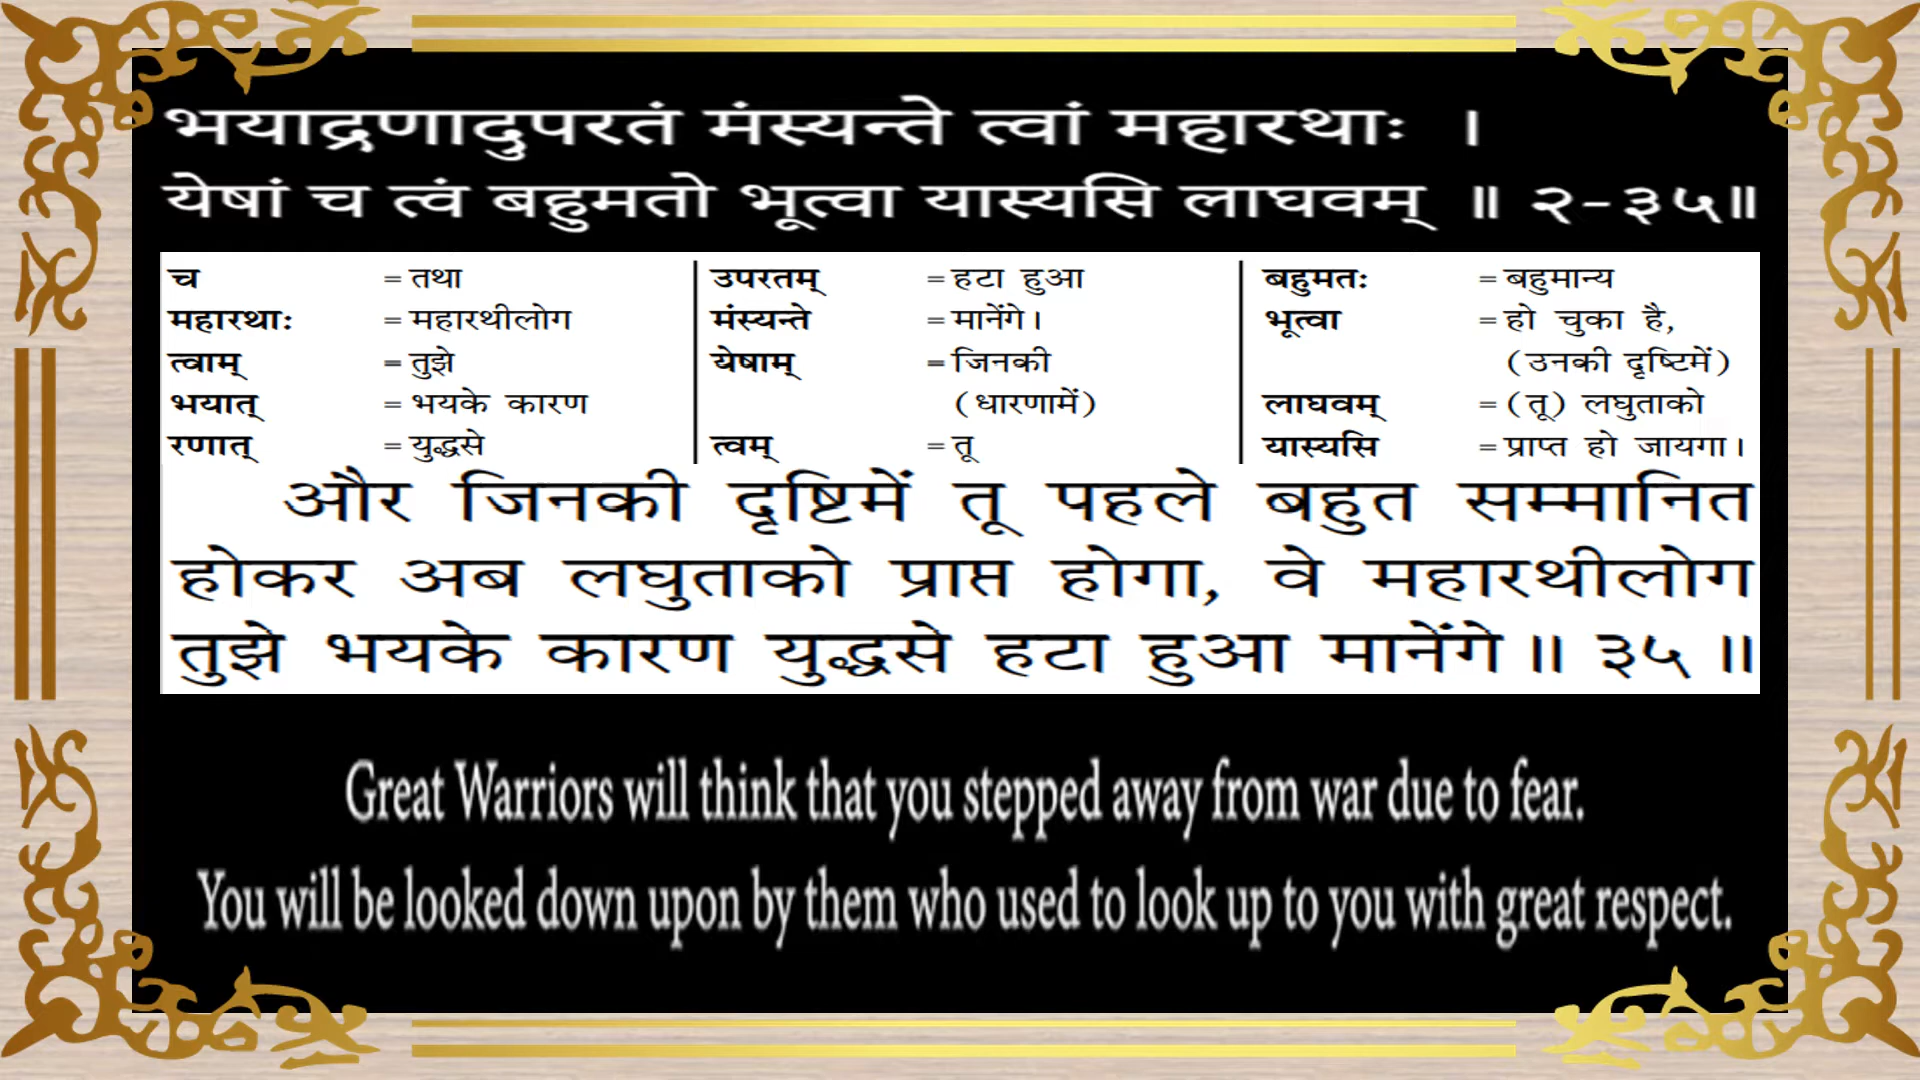 भयाद्रणादुपरतं मंस्यन्ते त्वां महारथाः ।
येषां च त्वं बहुमतो भूत्वा यास्यसि लाघवम् ॥ २-३५॥
च = तथा
महारथाः = महारथीलोग
त्वाम् = तुझे
भयात् = भयके कारण
रणात् = युद्धसे
उपरतम् = हटा हुआ
मंस्यन्ते = मानेंगे।
येषाम् = जिनकी
(धारणामें)
त्वम् = तू
बहुमतः = बहुमान्य
भूत्वा = हो चुका है,
(उनकी दृष्टिमें)
लाघवम् = (तू) लघुताको
यास्यसि = प्राप्त हो जायगा।
और जिनकी दृष्टिमें तू पहले बहुत सम्मानित
होकर अब लघुताको प्राप्त होगा, वे महारथीलोग
तुझे भयके कारण युद्धसे हटा हुआ मानेंगे॥ ३५ ॥
Great Warriors will think that you stepped away from war due to fear.
You will be looked down upon by them who used to look up to you with great respect.